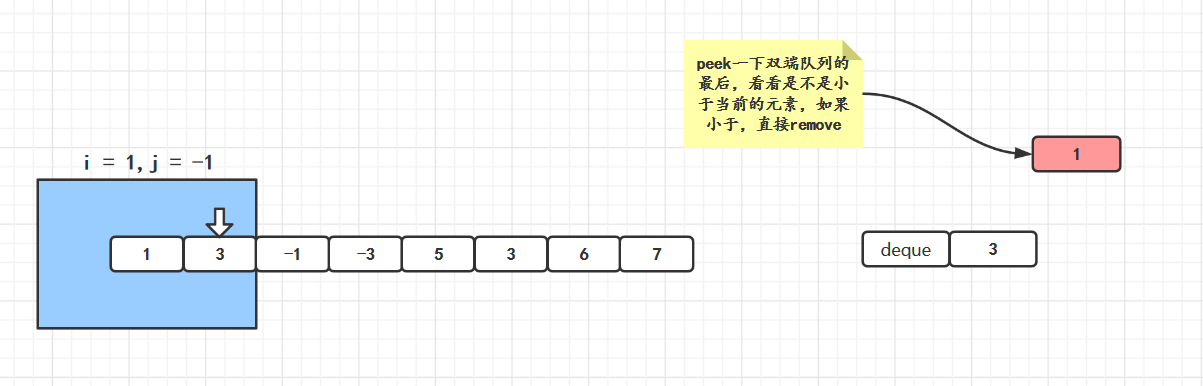 peek一下双端队列的
最后，看看是不是小
于当前的元素，如果
小于，直接remove
1
i = 1,j = -1
1 3 -1 -3 5 3 6 7
deque 3